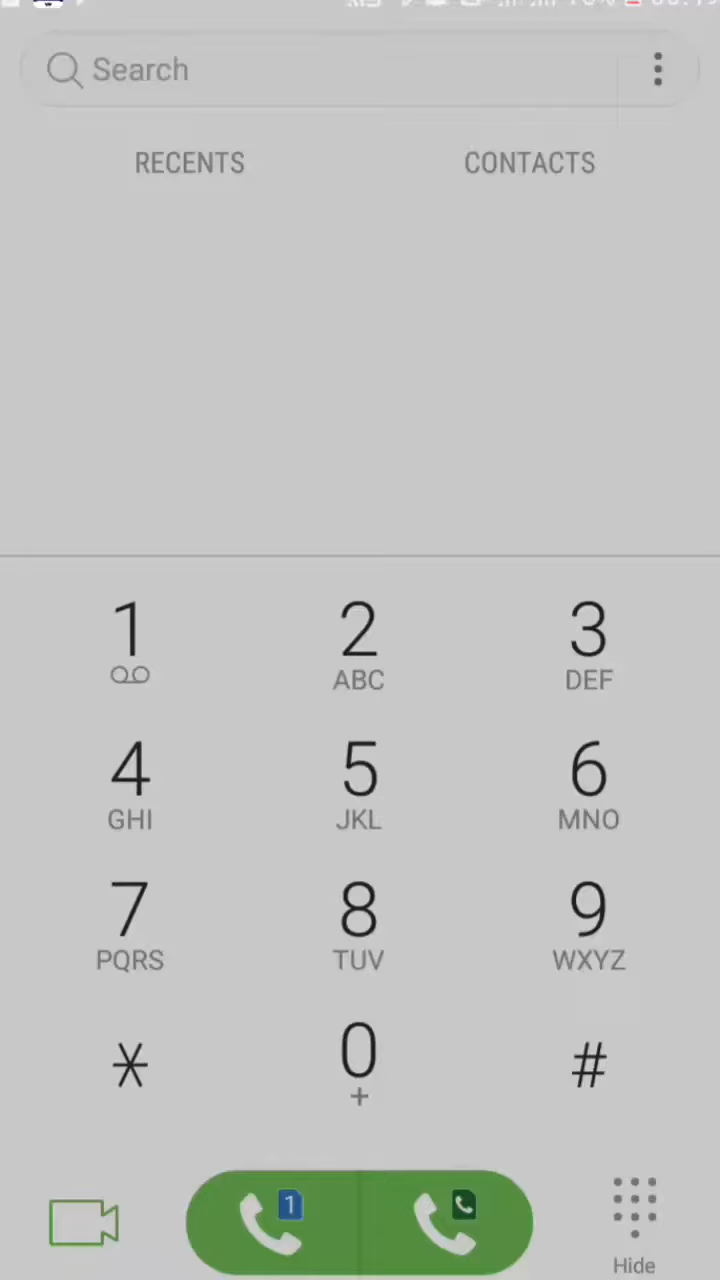 Search
RECENTS CONTACTS
1 2 3
ABC DEF
4 5 6
GHI JKL MNO
7 8 9
PQRS TUV WXYZ
* 0 #
+
1
Hide